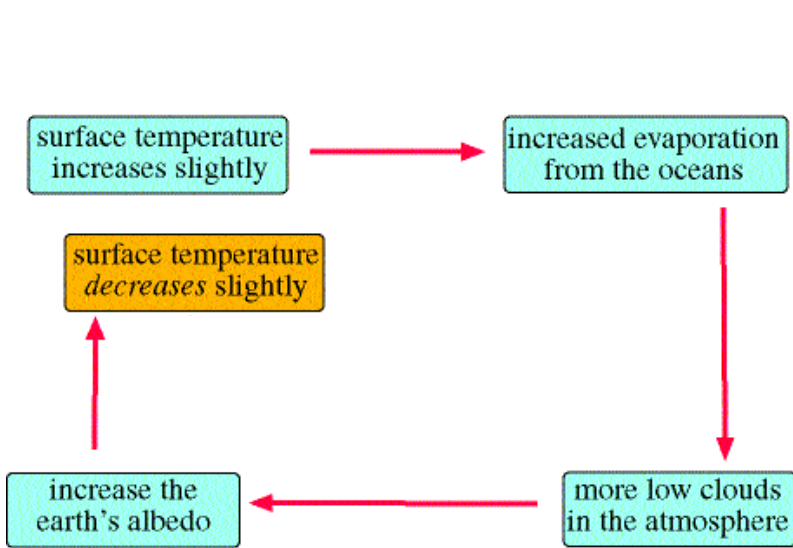 surface temperature
increases slightly
increased evaporation
from the oceans
surface temperature
decreases slightly
increase the
earth's albedo
more low clouds
in the atmosphere